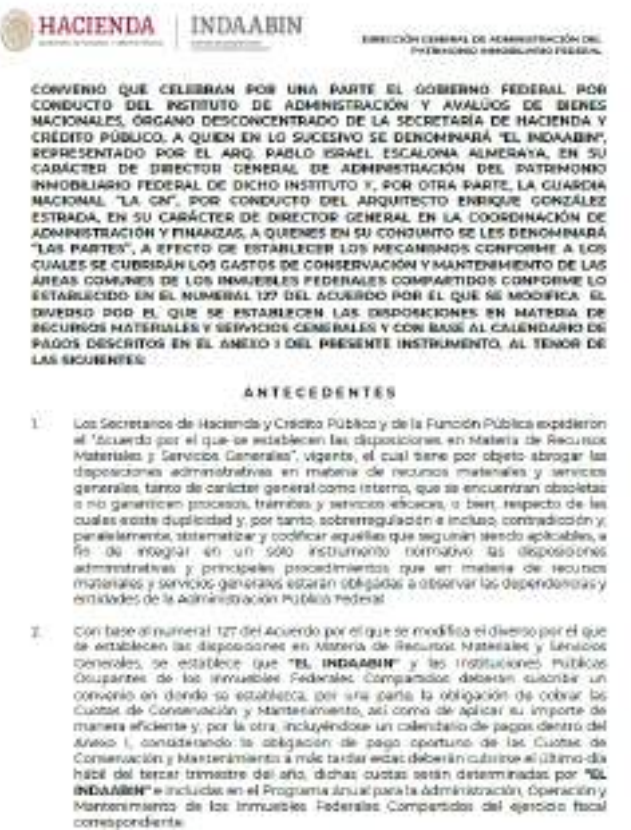 HACIENDA
INDAABIN
DIRECCIÓN GENERAL DE ADMINISTRACIÓN DEL
PATRIMONIO INMOBILIARIO FEDERAL
CONVENIO QUE CELEBRAN POR UNA PARTE EL GOBIERNO FEDERAL POR
CONDUCTO DEL INSTITUTO DE ADMINISTRACIÓN Y AVALÚOS DE BIENES
NACIONALES, ÓRGANO DESCONCENTRADO DE LA SECRETARÍA DE HACIENDA Y
CRÉDITO PÚBLICO, A QUIEN EN LO SUCESIVO SE DENOMINARÁ "EL INDAABIN",
REPRESENTADO POR EL ARQ. PABLO ISRAEL ESCALONA ALMERAYA, EN SU
CARÁCTER DE DIRECTOR GENERAL DE ADMINISTRACIÓN DEL PATRIMONIO
INMOBILIARIO FEDERAL DE DICHO INSTITUTO Y, POR OTRA PARTE, LA GUARDIA
NACIONAL "LA GN", POR CONDUCTO DEL ARQUITECTO ENRIQUE GONZÁLEZ
ESTRADA, EN SU CARÁCTER DE DIRECTOR GENERAL EN LA COORDINACIÓN DE
ADMINISTRACIÓN Y FINANZAS, A QUIENES EN SU CONJUNTO SE LES DENOMINARÁ
"LAS PARTES", A EFECTO DE ESTABLECER LOS MECANISMOS CONFORME A LOS
CUALES SE CUBRIRÁN LOS GASTOS DE CONSERVACIÓN Y MANTENIMIENTO DE LAS
ÁREAS COMUNES DE LOS INMUEBLES FEDERALES COMPARTIDOS CONFORME LO
ESTABLECIDO EN EL NUMERAL 127 DEL ACUERDO POR EL QUE SE MODIFICA EL
DIVERSO POR EL QUE SE ESTABLECEN LAS DISPOSICIONES EN MATERIA DE
RECURSOS MATERIALES Y SERVICIOS GENERALES Y CON BASE AL CALENDARIO DE
PAGOS DESCRITOS EN EL ANEXO I DEL PRESENTE INSTRUMENTO, AL TENOR DE
LAS SIGUIENTES:
ANTECEDENTES
1. Los Secretarios de Hacienda y Crédito Público y de la Función Pública expidieron
el "Acuerdo por el que se establecen las disposiciones en Materia de Recursos
Materiales y Servicios Generales", vigente, el cual tiene por objeto abrogar las
disposiciones administrativas en materia de recursos materiales y servicios
generales, tanto de carácter general como interno, que se encuentran obsoletas
o no garanticen procesos, trámites y servicios eficaces, o bien, respecto de las
cuales existe duplicidad y, por tanto, sobrerregulación e incluso, contradicción y,
paralelamente, sistematizar y codificar aquellas que seguirán siendo aplicables, a
fin de integrar en un sólo instrumento normativo las disposiciones
administrativas y principales procedimientos que en materia de recursos
materiales y servicios generales estarán obligadas a observar las dependencias y
entidades de la Administración Pública Federal.
2. Con base al numeral 127 del Acuerdo por el que se modifica el diverso por el que
se establecen las disposiciones en Materia de Recursos Materiales y Servicios
Generales, se establece que "EL INDAABIN" y las Instituciones Públicas
Ocupantes de los Inmuebles Federales Compartidos deberán suscribir un
convenio en donde se establezca, por una parte, la obligación de cobrar las
Cuotas de Conservación y Mantenimiento, así como de aplicar su importe de
manera eficiente y, por la otra, incluyéndose un calendario de pagos dentro del
Anexo I, considerando la obligación de pago oportuno de las Cuotas de
Conservación y Mantenimiento a más tardar estas deberán cubrirse el último día
hábil del tercer trimestre del año, dichas cuotas serán determinadas por "EL
INDAABIN" e incluidas en el Programa Anual para la Administración, Operación y
Mantenimiento de los Inmuebles Federales Compartidos del ejercicio fiscal
correspondiente.